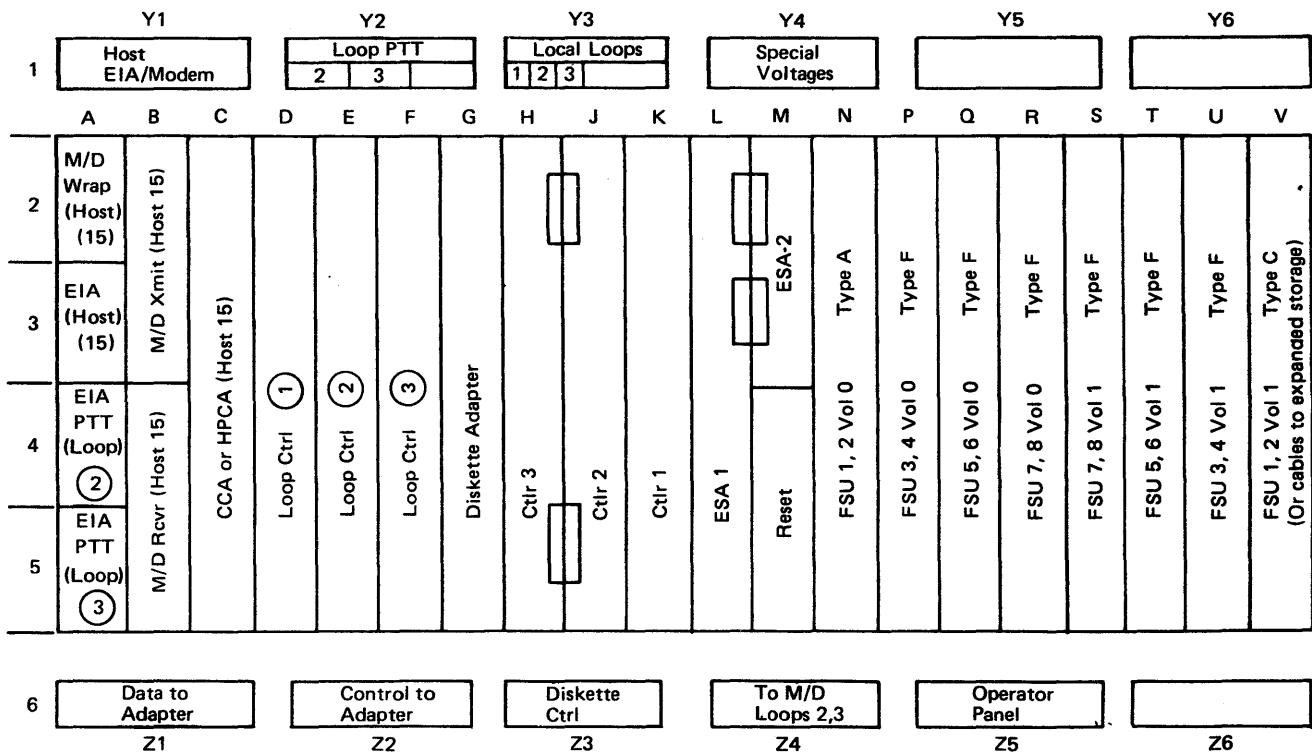 Y1 Y2 Y3 Y4 Y5 Y6
1
Host
EIA/Modem
Loop PTT
2 3
Local Loops
1 2 3
Special
Voltages
A B C D E F G H J K L M N P Q R S T U V
2
3
4
5
M/D
Wrap
(Host)
(15)
EIA
(Host)
(15)
EIA
PTT
(Loop)
2
EIA
PTT
(Loop)
3
M/D Xmit (Host 15)
M/D Rcvr (Host 15)
CCA or HPCA (Host 15)
Loop Ctrl 1
Loop Ctrl 2
Loop Ctrl 3
Diskette Adapter
Ctlr 3
Ctlr 2
Ctlr 1
ESA 1
ESA-2
Reset
FSU 1, 2 Vol 0 Type A
FSU 3, 4 Vol 0 Type F
FSU 5, 6 Vol 0 Type F
FSU 7, 8 Vol 0 Type F
FSU 7, 8 Vol 1 Type F
FSU 5, 6 Vol 1 Type F
FSU 3, 4 Vol 1 Type F
FSU 1, 2 Vol 1 Type C
(Or cables to expanded storage)
6
Data to
Adapter
Control to
Adapter
Diskette
Ctrl
To M/D
Loops 2,3
Operator
Panel
Z1 Z2 Z3 Z4 Z5 Z6